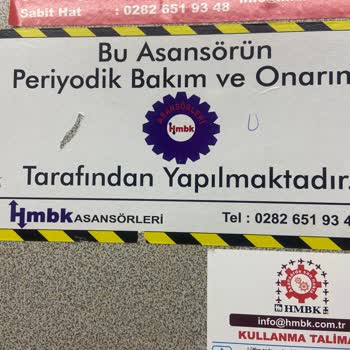 Sabit Hat : 0282 651 93 48
Bu Asansörün
Periyodik Bakım ve Onarım
ASANSÖRLERİ
Hmbk
Tarafından Yapılmaktadır.
Hmbk ASANSÖRLERİ Tel : 0282 651 93 4
HMBK
info@hmbk.com.tr
KULLANMA TALİMA